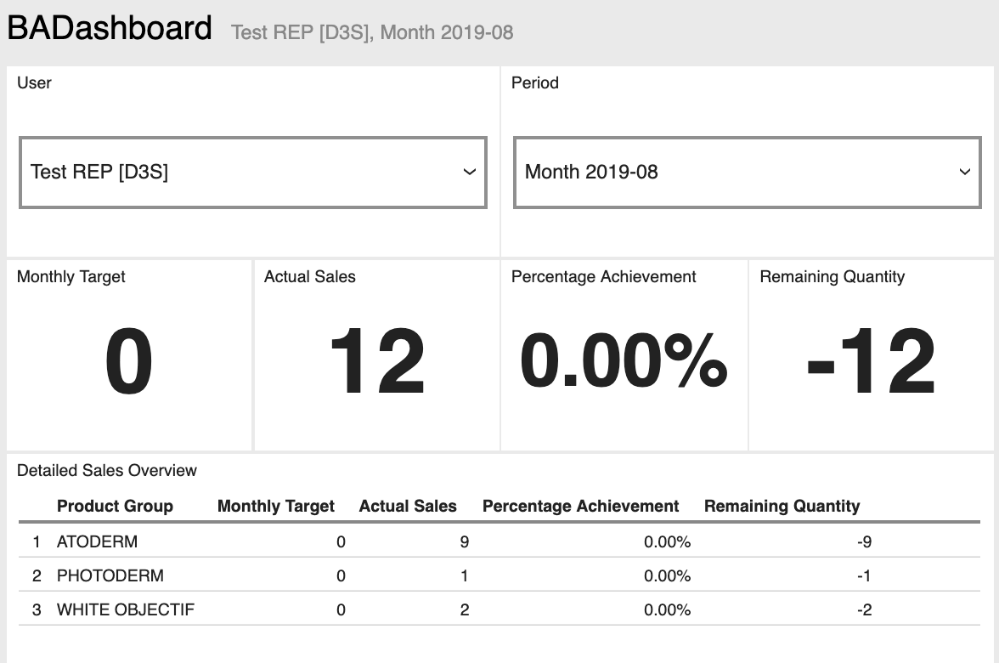 BADashboard Test REP [D3S], Month 2019-08
User Period
Test REP [D3S] Month 2019-08
Monthly Target Actual Sales Percentage Achievement Remaining Quantity
0 12 0.00% -12
Detailed Sales Overview
Product Group Monthly Target Actual Sales Percentage Achievement Remaining Quantity
1 ATODERM 0 9 0.00% -9
2 PHOTODERM 0 1 0.00% -1
3 WHITE OBJECTIF 0 2 0.00% -2